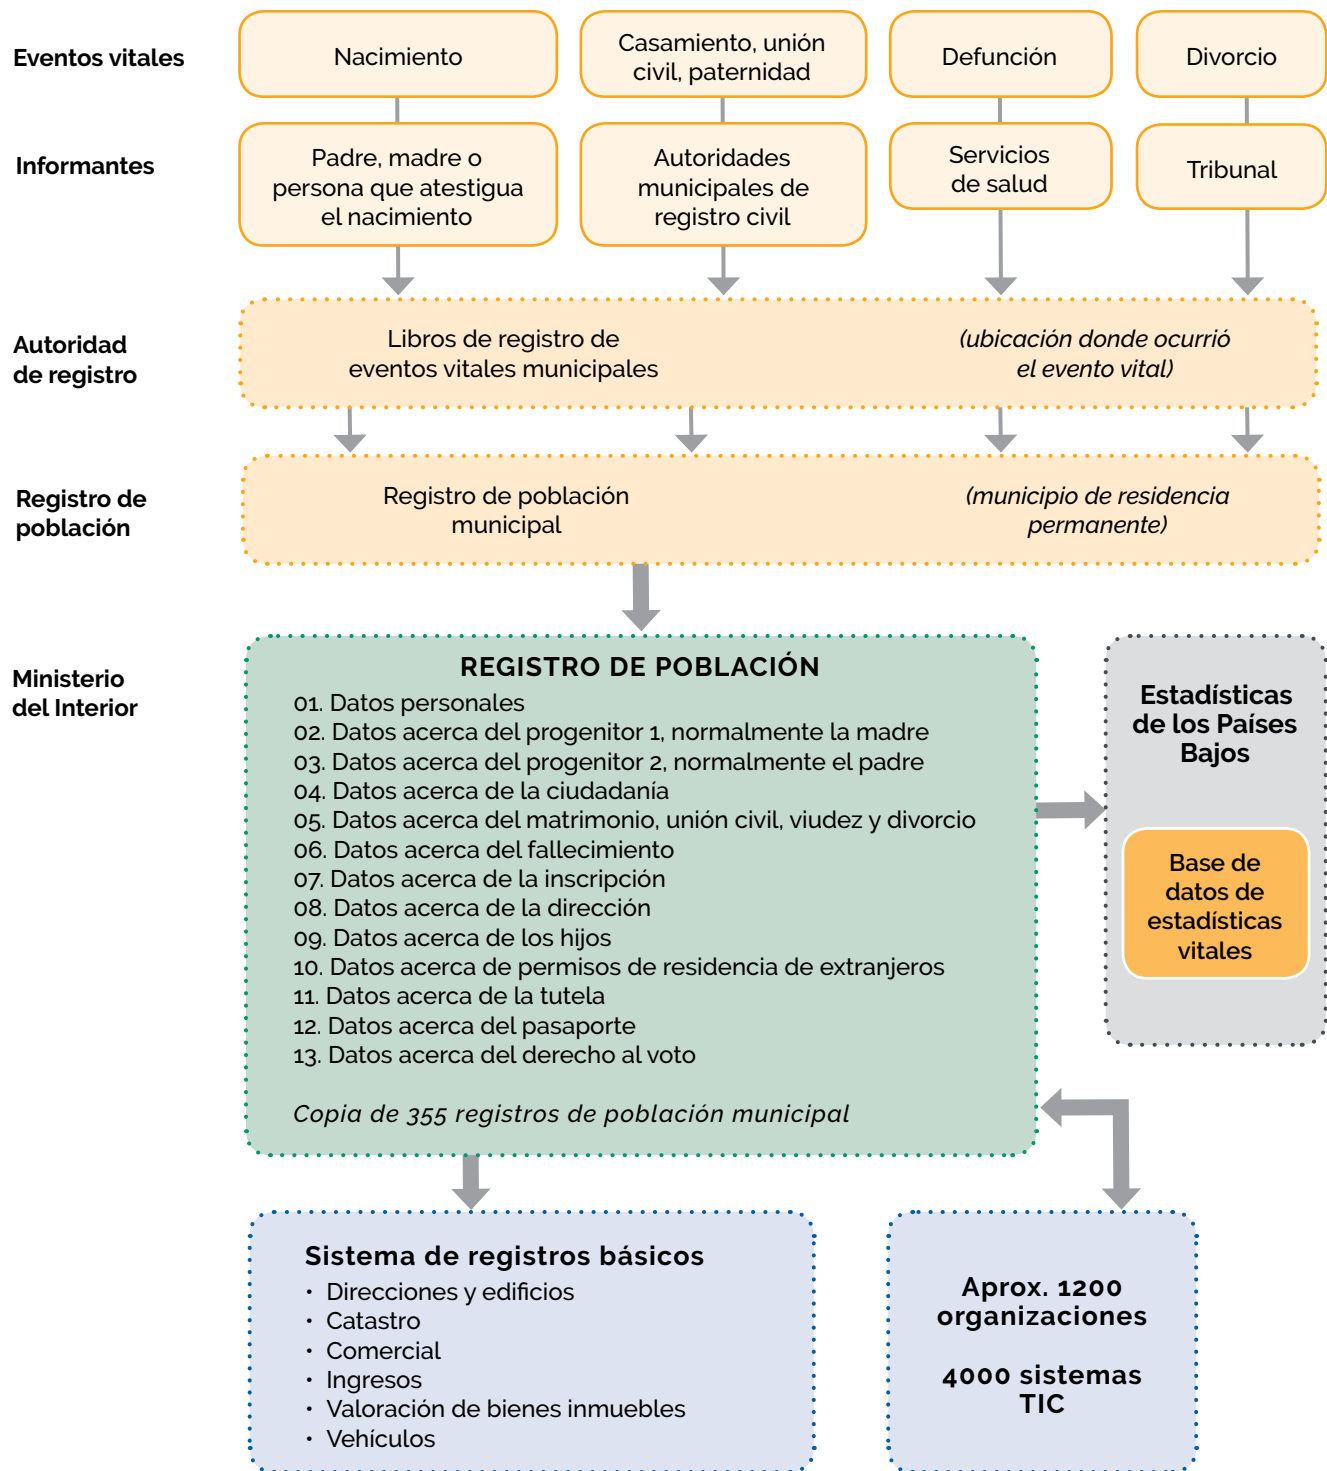 Eventos vitales
Nacimiento
Casamiento, unión
civil, paternidad
Defunción
Divorcio
Informantes
Padre, madre o
persona que atestigua
el nacimiento
Autoridades
municipales de
registro civil
Servicios
de salud
Tribunal
Autoridad
de registro
Libros de registro de
eventos vitales municipales
(ubicación donde ocurrió
el evento vital)
Registro de
población
Registro de población
municipal
(municipio de residencia
permanente)
Ministerio
del Interior
REGISTRO DE POBLACIÓN
01. Datos personales
02. Datos acerca del progenitor 1, normalmente la madre
03. Datos acerca del progenitor 2, normalmente el padre
04. Datos acerca de la ciudadanía
05. Datos acerca del matrimonio, unión civil, viudez y divorcio
06. Datos acerca del fallecimiento
07. Datos acerca de la inscripción
08. Datos acerca de la dirección
09. Datos acerca de los hijos
10. Datos acerca de permisos de residencia de extranjeros
11. Datos acerca de la tutela
12. Datos acerca del pasaporte
13. Datos acerca del derecho al voto
Copia de 355 registros de población municipal
Estadísticas
de los Países
Bajos
Base de
datos de
estadísticas
vitales
Sistema de registros básicos
• Direcciones y edificios
• Catastro
• Comercial
• Ingresos
• Valoración de bienes inmuebles
• Vehículos
Aprox. 1200
organizaciones
4000 sistemas
TIC